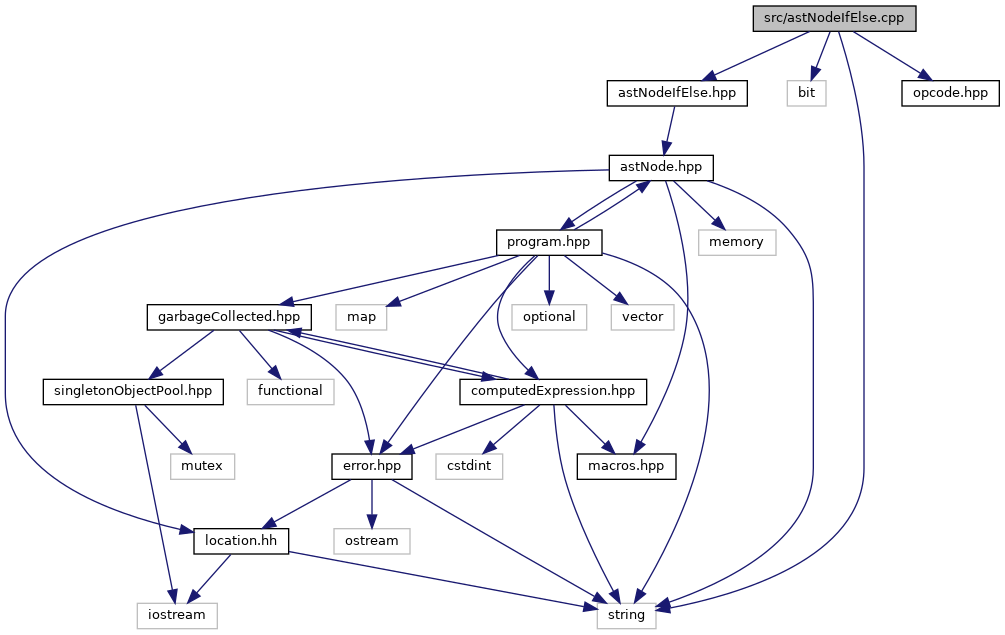 src/astNodeIfElse.cpp
astNodeIfElse.hpp
bit
opcode.hpp
astNode.hpp
program.hpp
memory
garbageCollected.hpp
map
optional
vector
singletonObjectPool.hpp
functional
computedExpression.hpp
mutex
error.hpp
cstdint
macros.hpp
location.hh
ostream
iostream
string